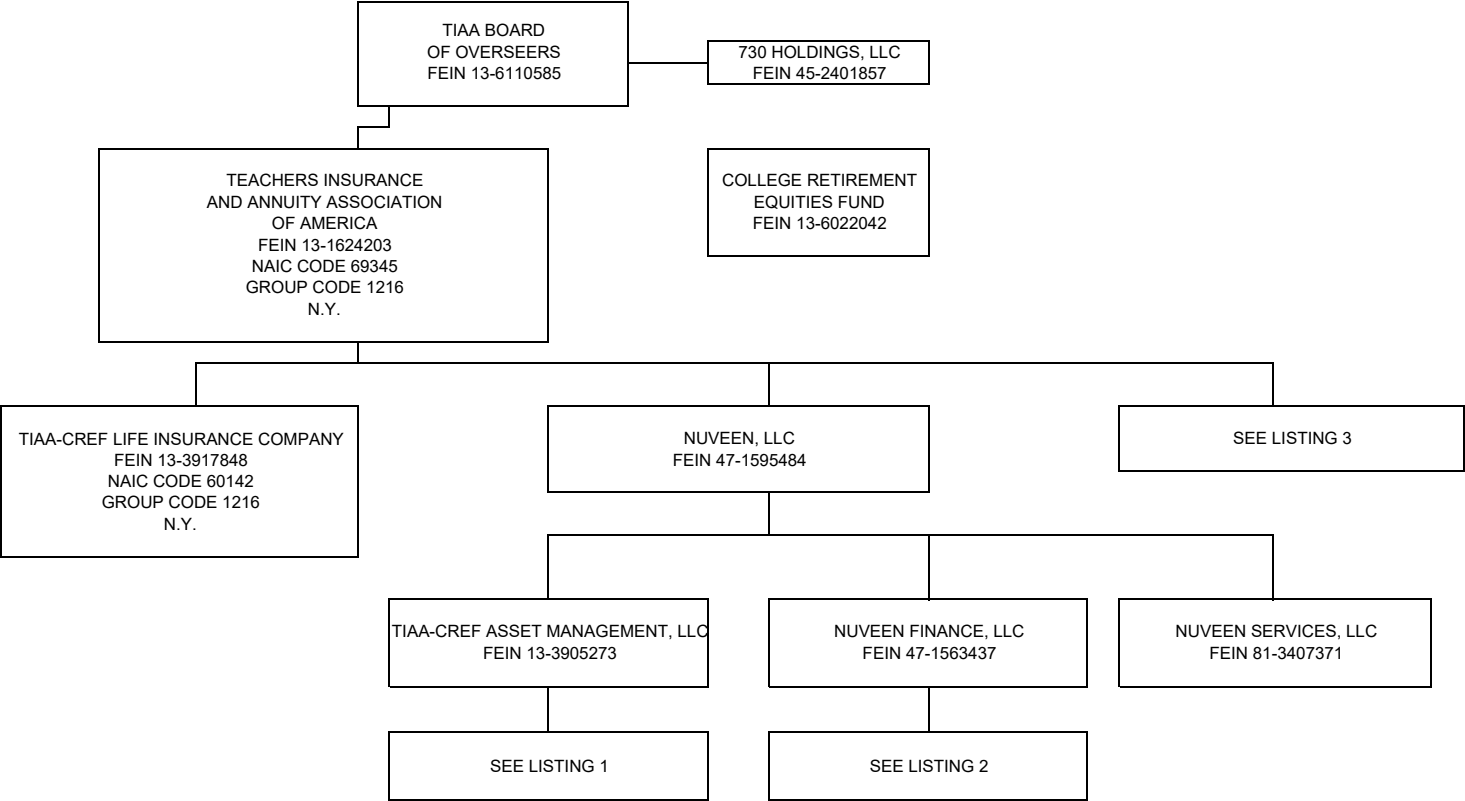 TIAA BOARD
OF OVERSEERS
FEIN 13-6110585
730 HOLDINGS, LLC
FEIN 45-2401857
TEACHERS INSURANCE
AND ANNUITY ASSOCIATION
OF AMERICA
FEIN 13-1624203
NAIC CODE 69345
GROUP CODE 1216
N.Y.
COLLEGE RETIREMENT
EQUITIES FUND
FEIN 13-6022042
TIAA-CREF LIFE INSURANCE COMPANY
FEIN 13-3917848
NAIC CODE 60142
GROUP CODE 1216
N.Y.
NUVEEN, LLC
FEIN 47-1595484
SEE LISTING 3
TIAA-CREF ASSET MANAGEMENT, LLC
FEIN 13-3905273
NUVEEN FINANCE, LLC
FEIN 47-1563437
NUVEEN SERVICES, LLC
FEIN 81-3407371
SEE LISTING 1
SEE LISTING 2